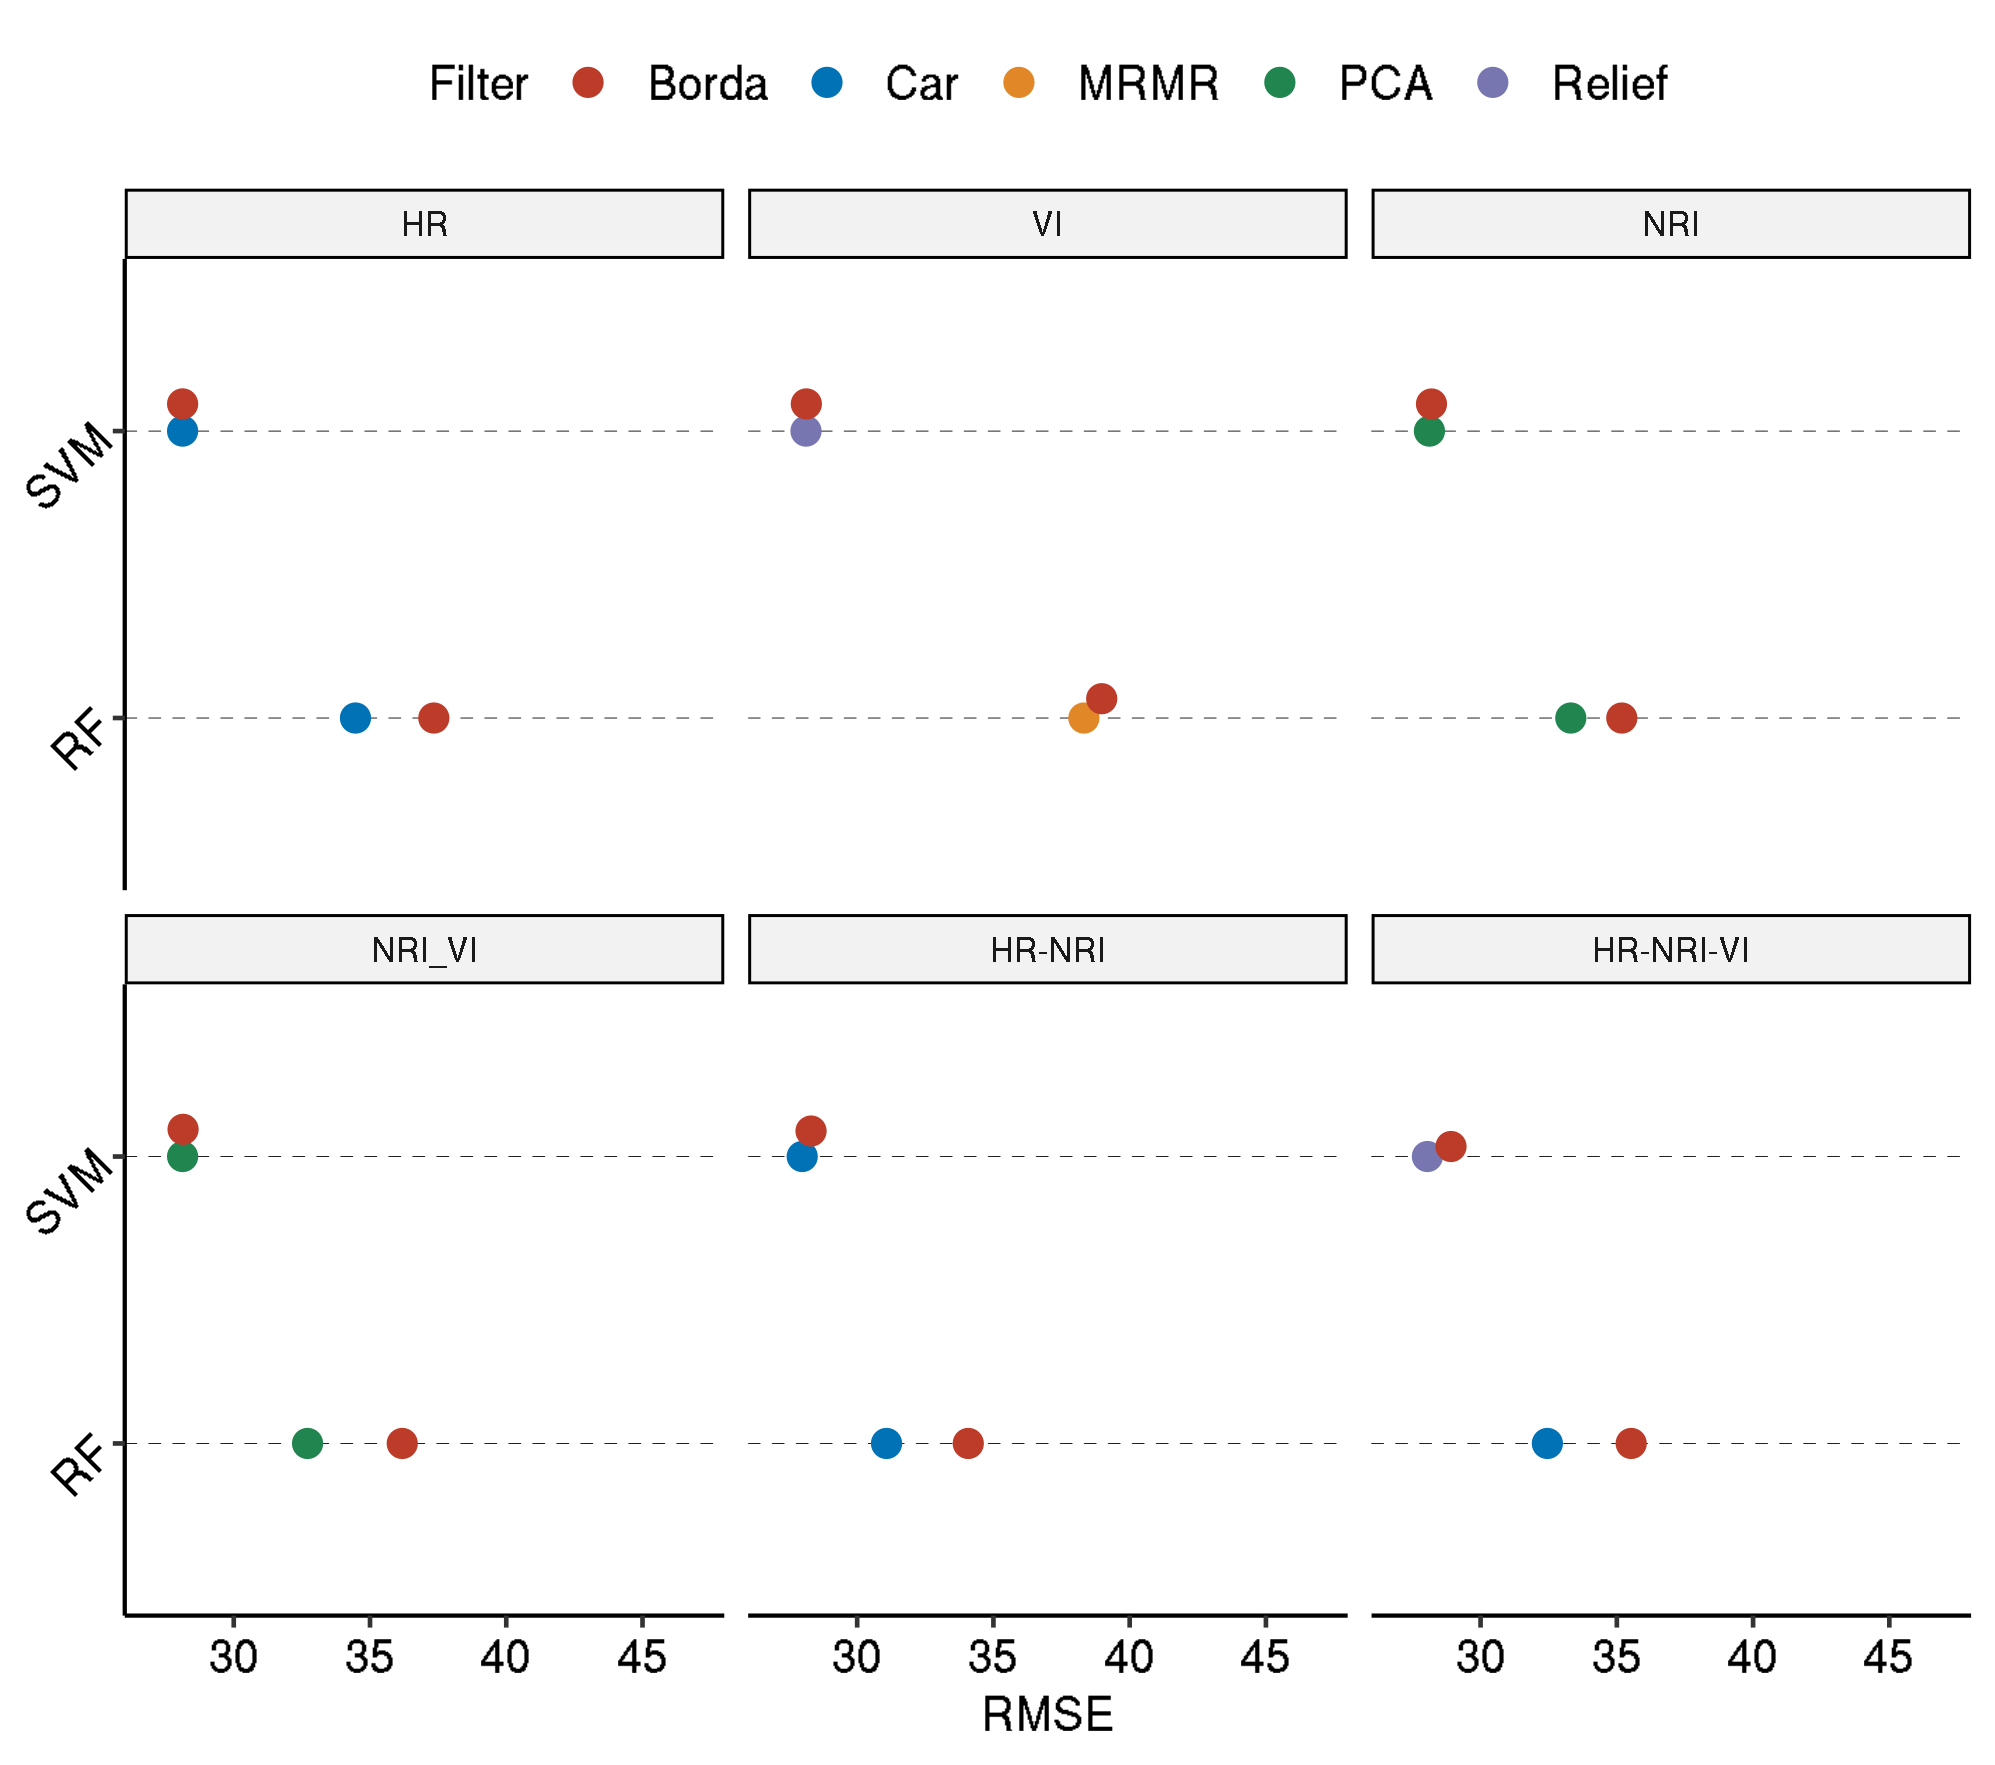 Filter Borda Car MRMR PCA Relief
HR VI NRI
SVM
RF
NRI_VI HR-NRI HR-NRI-VI
SVM
RF
30 35 40 45 30 35 40 45 30 35 40 45
RMSE